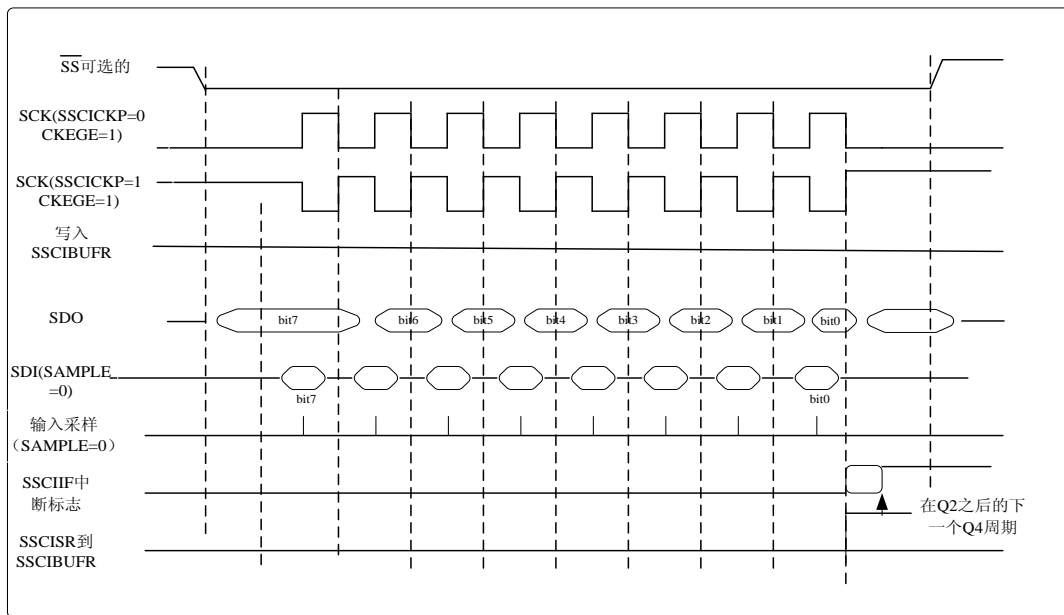 SS可选的
SCK(SSCICKP=0
CKEGE=1)
SCK(SSCICKP=1
CKEGE=1)
写入
SSCIBUFR
SDO
bit7
bit6
bit5
bit4
bit3
bit2
bit1
bit0
SDI(SAMPLE
=0)
bit7
bit0
输入采样
(SAMPLE=0)
SSCIIF中
断标志
在Q2之后的下
一个Q4周期
SSCISR到
SSCIBUFR